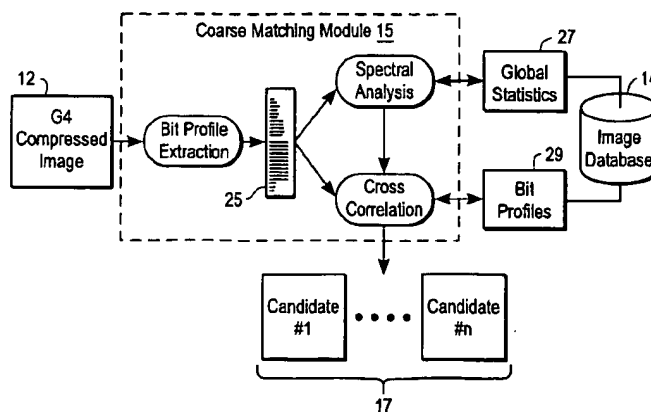 Coarse Matching Module 15
12
G4
Compressed
Image
Bit Profile
Extraction
25
Spectral
Analysis
Cross
Correlation
27
Global
Statistics
29
Bit
Profiles
14
Image
Database
Candidate
#1
Candidate
#n
17